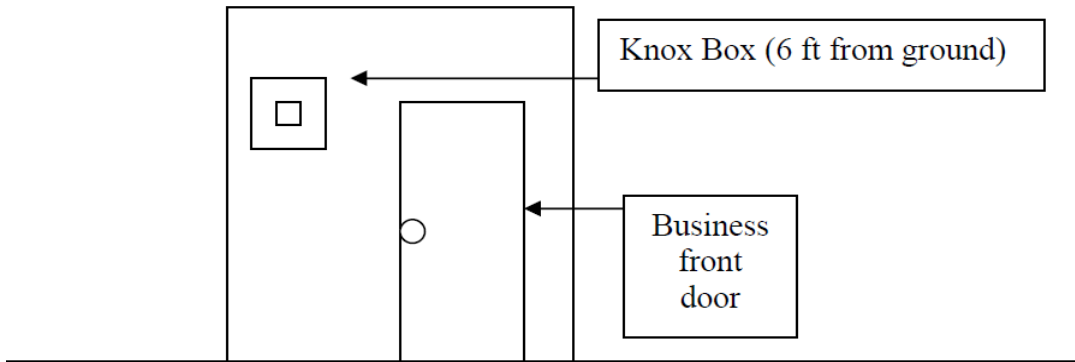 Knox Box (6 ft from ground)
Business
front
door